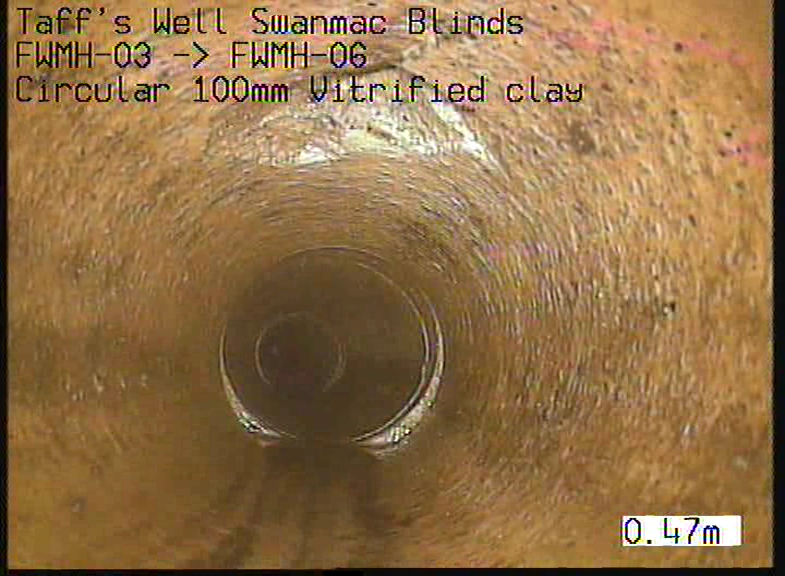 Taff's Well Swanmac Blinds
FWMH-03 -> FWMH-06
Circular 100mm Vitrified clay
0.47m